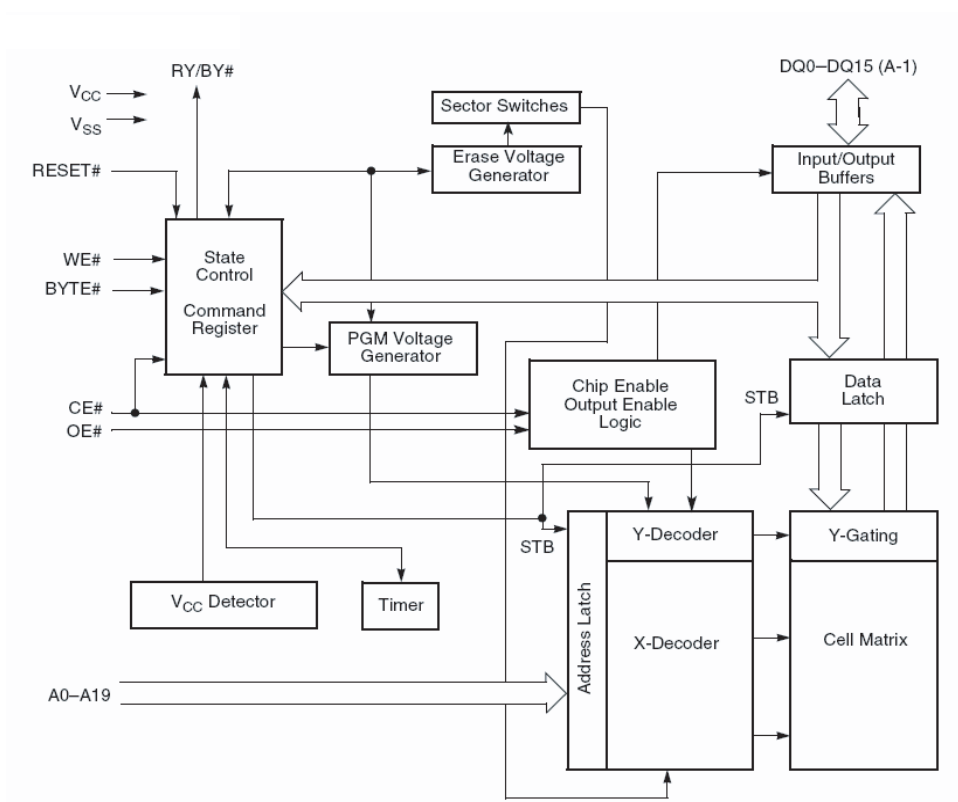 DQ0–DQ15 (A-1)
RY/BY#
VCC
VSS
Sector Switches
RESET#
Erase Voltage
Generator
Input/Output
Buffers
WE#
BYTE#
State
Control
Command
Register
PGM Voltage
Generator
CE#
OE#
Chip Enable
Output Enable
Logic
STB
Data
Latch
STB
Y-Decoder
Y-Gating
VCC Detector
Timer
Address Latch
X-Decoder
Cell Matrix
A0–A19